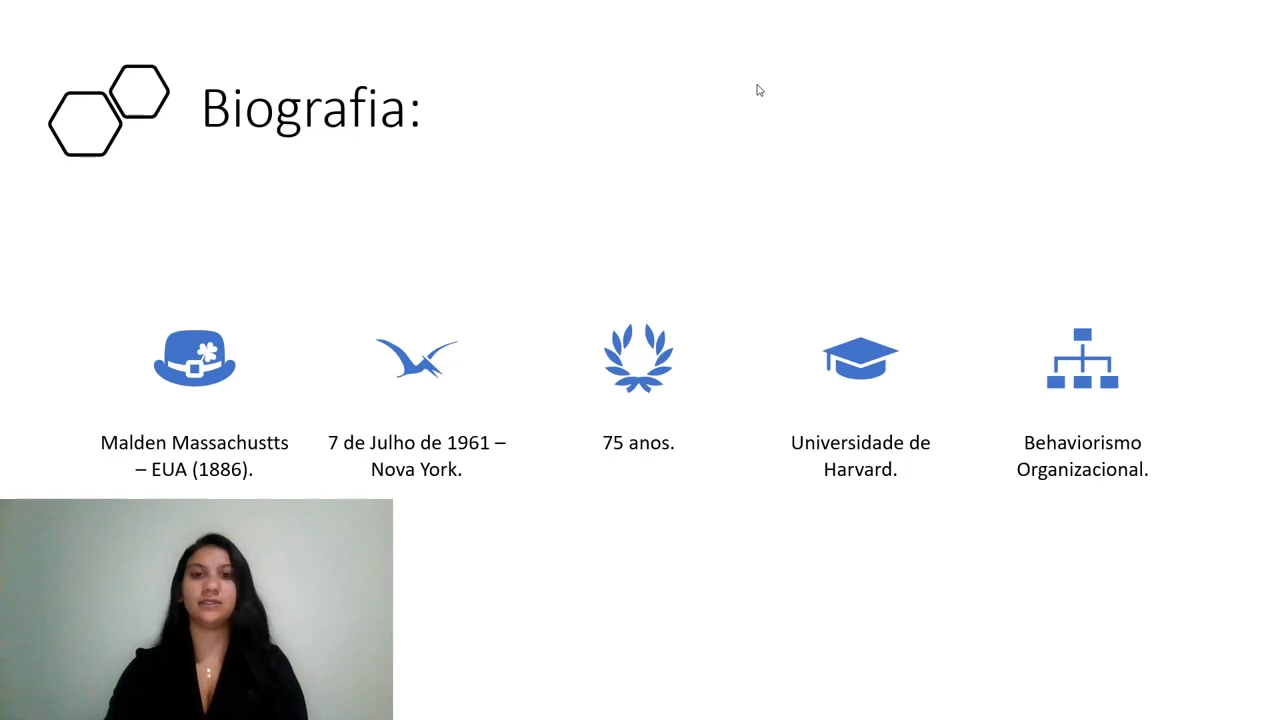 Biografia:
Malden Massachustts
– EUA (1886).
7 de Julho de 1961 –
Nova York.
75 anos.
Universidade de
Harvard.
Behaviorismo
Organizacional.